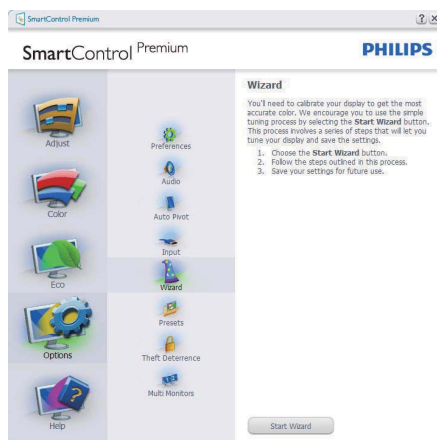 SmartControl Premium
? ×
SmartControl Premium
PHILIPS
Adjust
Color
Eco
Options
Help
Preferences
Audio
Auto Pivot
Input
Wizard
Presets
Theft Deterrence
Multi Monitors
Wizard
You'll need to calibrate your display to get the most
accurate color. We encourage you to use the simple
tuning process by selecting the Start Wizard button.
This process involves a series of steps that will let you
tune your display and save the settings.
1. Choose the Start Wizard button.
2. Follow the steps outlined in this process.
3. Save your settings for future use.
Start Wizard